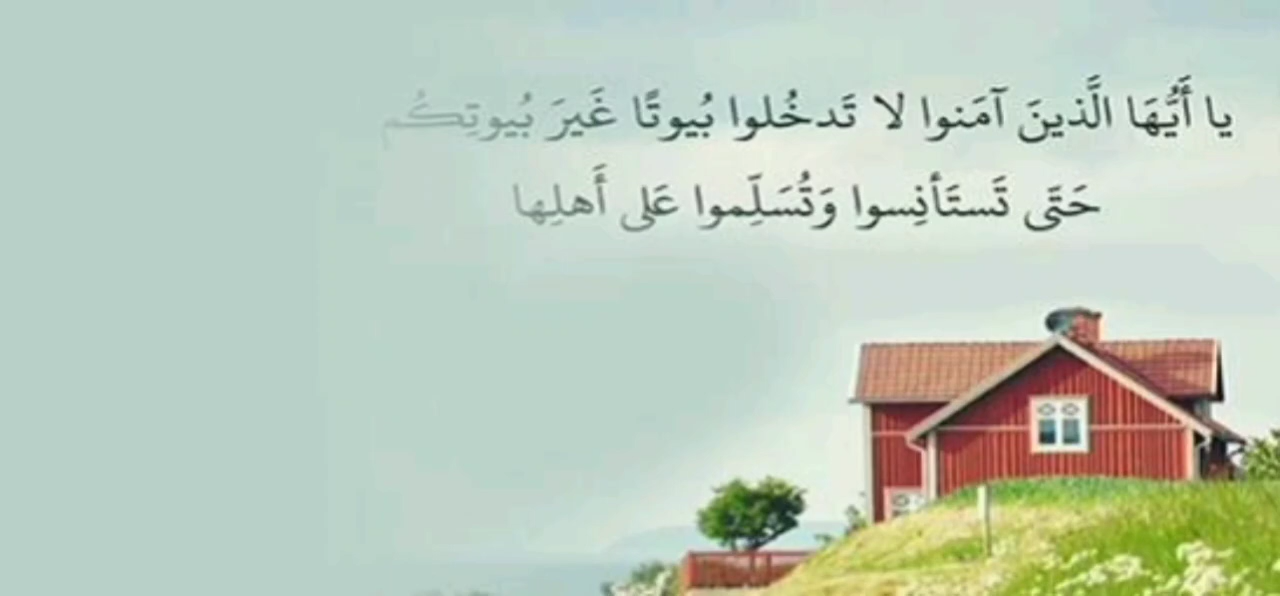 يا أَيُّهَا الَّذينَ آمَنوا لا تَدخُلوا بُيوتًا غَيرَ بُيوتِكُم
حَتّى تَستَأنِسوا وَتُسَلِّموا عَلى أَهلِها